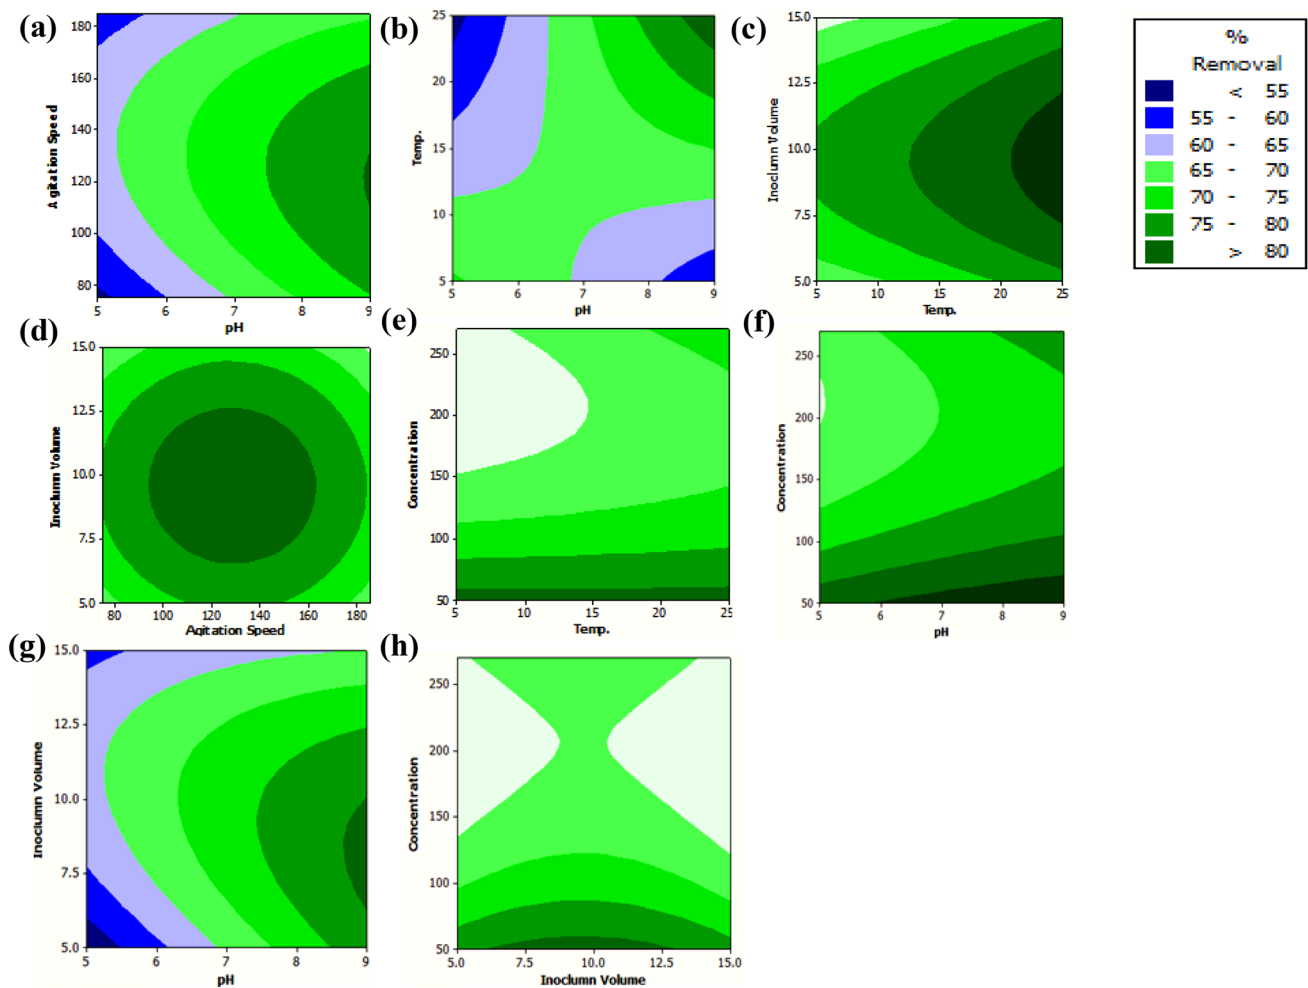 (a)
185
160
140
120
100
80
Agitation Speed
5 6 7 8 9
pH
(b)
25
20
15
10
5
Temp.
5 6 7 8 9
pH
(c)
15.0
12.5
10.0
7.5
5.0
Inoclumn Volume
5 10 15 20 25
Temp.
%
Removal
< 55
55 - 60
60 - 65
65 - 70
70 - 75
75 - 80
> 80
(d)
15.0
12.5
10.0
7.5
5.0
Inoclumn Volume
80 100 120 140 160 180
Agitation Speed
(e)
250
200
150
100
50
Concentration
5 10 15 20 25
Temp.
(f)
250
200
150
100
50
Concentration
5 6 7 8 9
pH
(g)
15.0
12.5
10.0
7.5
5.0
Inoclumn Volume
5 6 7 8 9
pH
(h)
250
200
150
100
50
Concentration
5.0 7.5 10.0 12.5 15.0
Inoclumn Volume